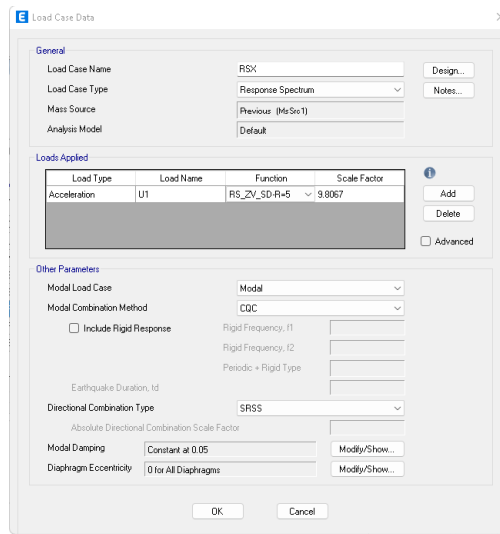 E Load Case Data
General
Load Case Name RSX Design...
Load Case Type Response Spectrum Notes...
Mass Source Previous (MsSrc1)
Analysis Model Default
Loads Applied
Load Type Load Name Function Scale Factor
Acceleration U1 RS_ZV_SD-R=5 9.8067
Add
Delete
Advanced
Other Parameters
Modal Load Case Modal
Modal Combination Method CQC
Include Rigid Response Rigid Frequency, f1
Rigid Frequency, f2
Periodic + Rigid Type
Earthquake Duration, td
Directional Combination Type SRSS
Absolute Directional Combination Scale Factor
Modal Damping Constant at 0.05 Modify/Show...
Diaphragm Eccentricity 0 for All Diaphragms Modify/Show...
OK Cancel